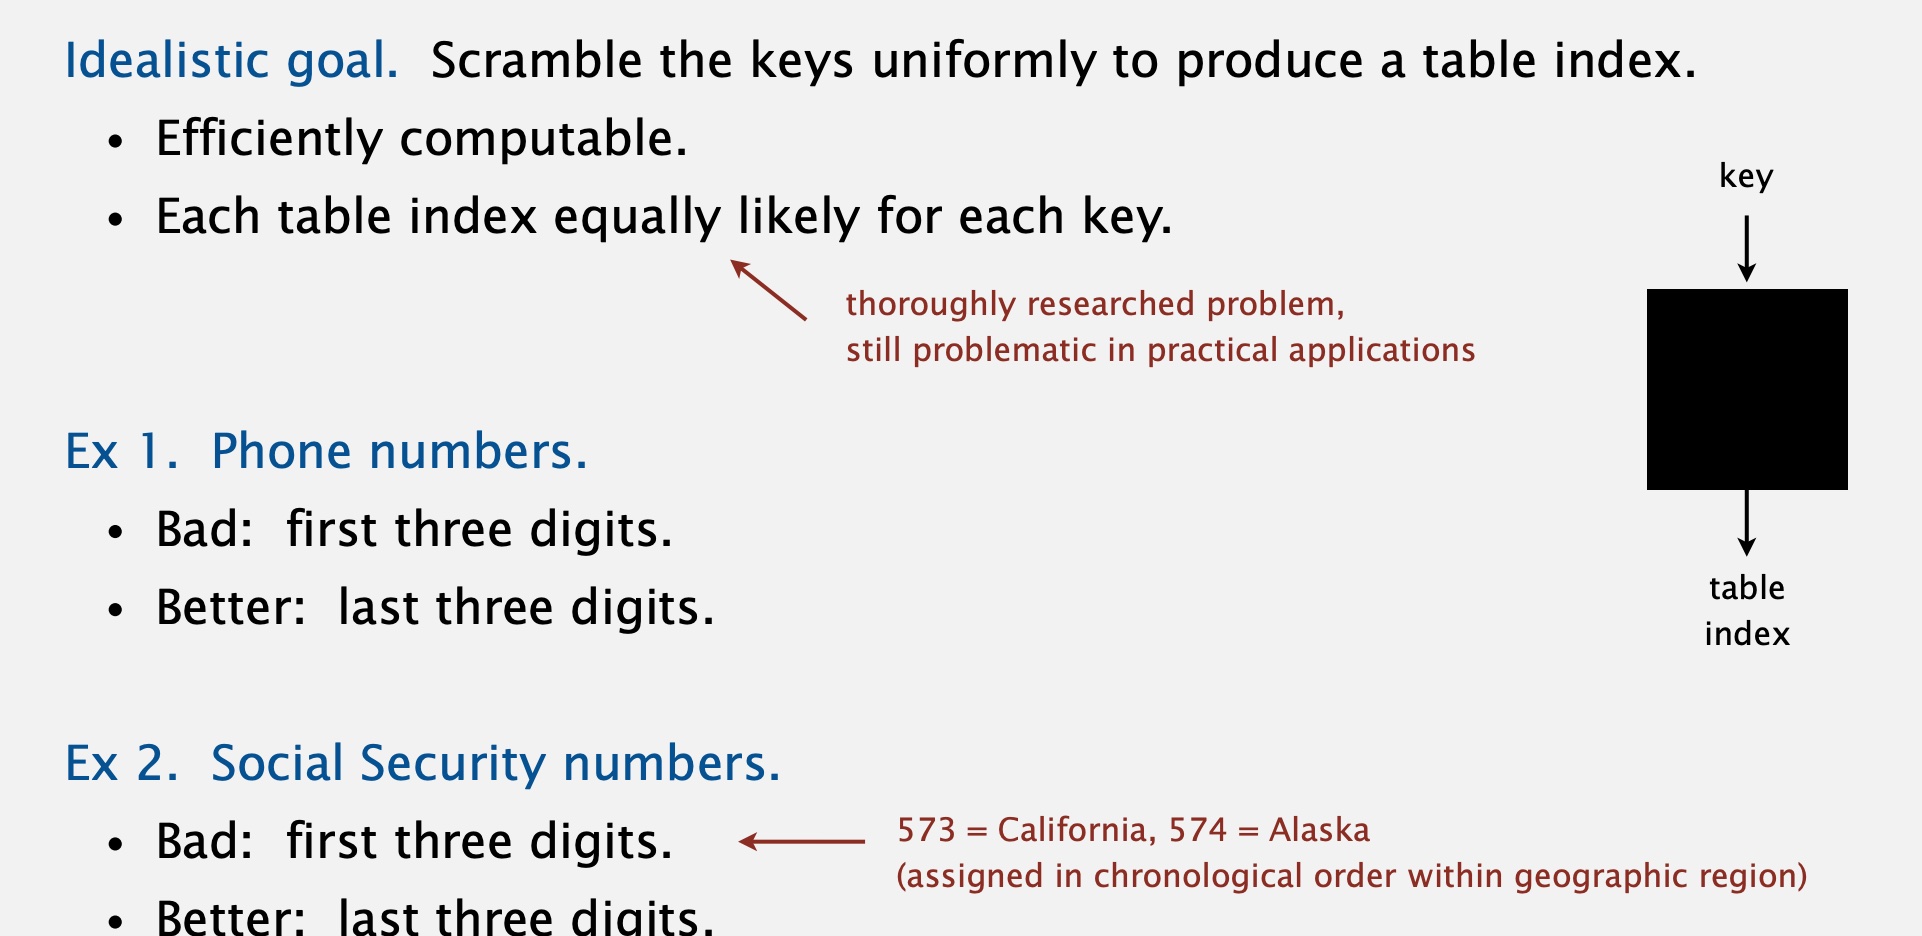 Idealistic goal. Scramble the keys uniformly to produce a table index.
• Efficiently computable.
• Each table index equally likely for each key.
key
thoroughly researched problem,
still problematic in practical applications
Ex 1. Phone numbers.
• Bad: first three digits.
• Better: last three digits.
table
index
Ex 2. Social Security numbers.
• Bad: first three digits.
573 = California, 574 = Alaska
(assigned in chronological order within geographic region)
• Better: last three digits.